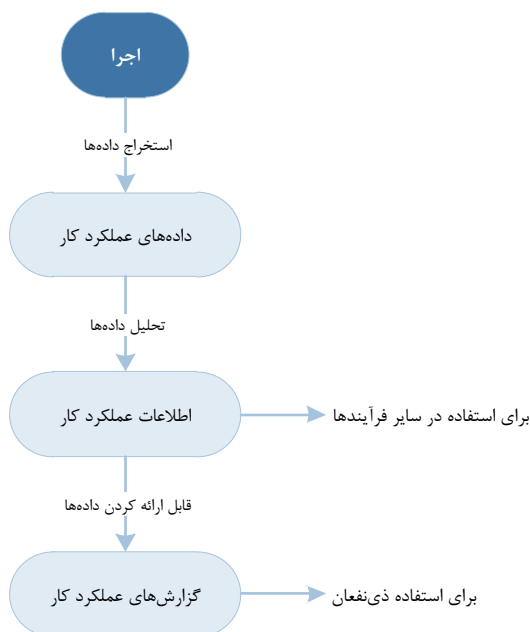 اجرا
استخراج داده‌ها
داده‌های عملکرد کار
تحلیل داده‌ها
اطلاعات عملکرد کار
برای استفاده در سایر فرآیندها
قابل ارائه کردن داده‌ها
گزارش‌های عملکرد کار
برای استفاده ذی‌نفعان